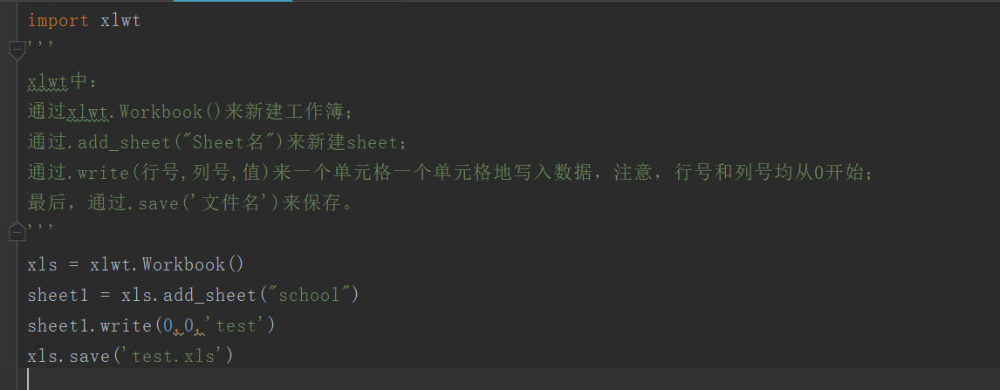 import xlwt
'''
xlwt中：
通过xlwt.Workbook()来新建工作簿；
通过.add_sheet("Sheet名")来新建sheet；
通过.write(行号,列号,值)来一个单元格一个单元格地写入数据，注意，行号和列号均从0开始；
最后，通过.save('文件名')来保存。
'''
xls = xlwt.Workbook()
sheet1 = xls.add_sheet("school")
sheet1.write(0,0,'test')
xls.save('test.xls')